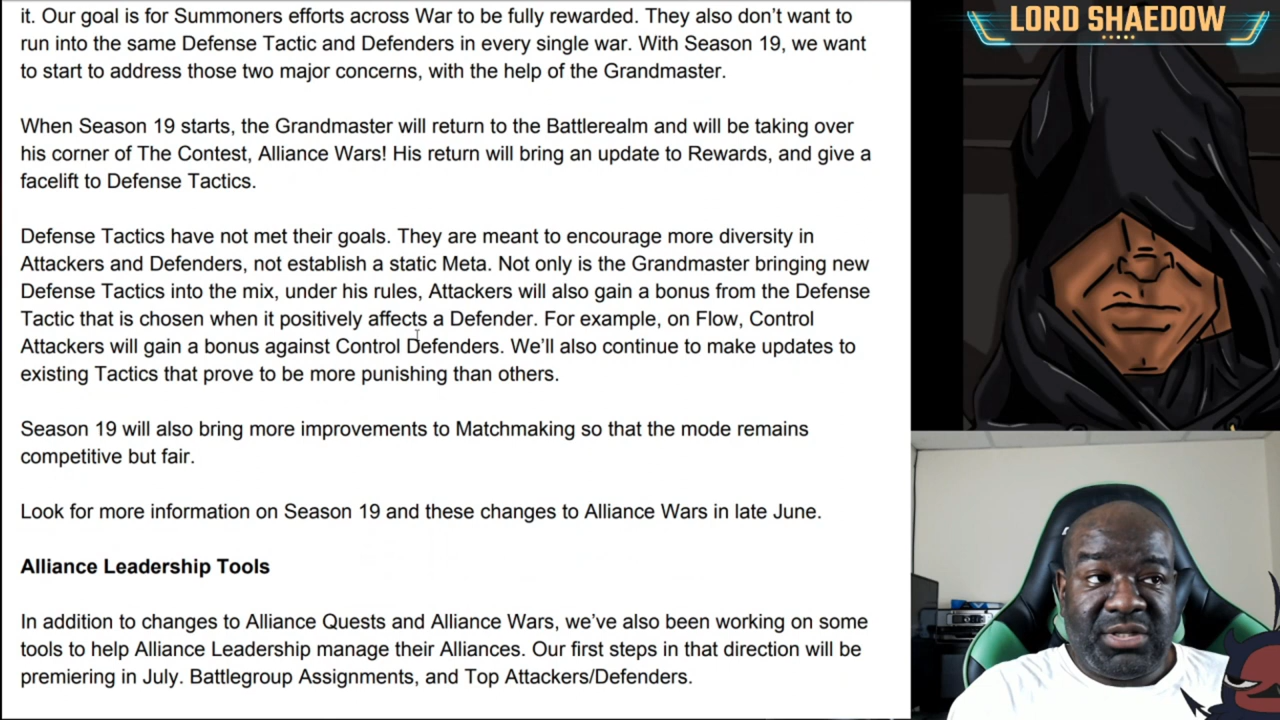 it. Our goal is for Summoners efforts across War to be fully rewarded. They also don't want to
run into the same Defense Tactic and Defenders in every single war. With Season 19, we want
to start to address those two major concerns, with the help of the Grandmaster.
When Season 19 starts, the Grandmaster will return to the Battlerealm and will be taking over
his corner of The Contest, Alliance Wars! His return will bring an update to Rewards, and give a
facelift to Defense Tactics.
Defense Tactics have not met their goals. They are meant to encourage more diversity in
Attackers and Defenders, not establish a static Meta. Not only is the Grandmaster bringing new
Defense Tactics into the mix, under his rules, Attackers will also gain a bonus from the Defense
Tactic that is chosen when it positively affects a Defender. For example, on Flow, Control
Attackers will gain a bonus against Control Defenders. We'll also continue to make updates to
existing Tactics that prove to be more punishing than others.
Season 19 will also bring more improvements to Matchmaking so that the mode remains
competitive but fair.
Look for more information on Season 19 and these changes to Alliance Wars in late June.
Alliance Leadership Tools
In addition to changes to Alliance Quests and Alliance Wars, we've also been working on some
tools to help Alliance Leadership manage their Alliances. Our first steps in that direction will be
premiering in July. Battlegroup Assignments, and Top Attackers/Defenders.
LORD SHAEDOW